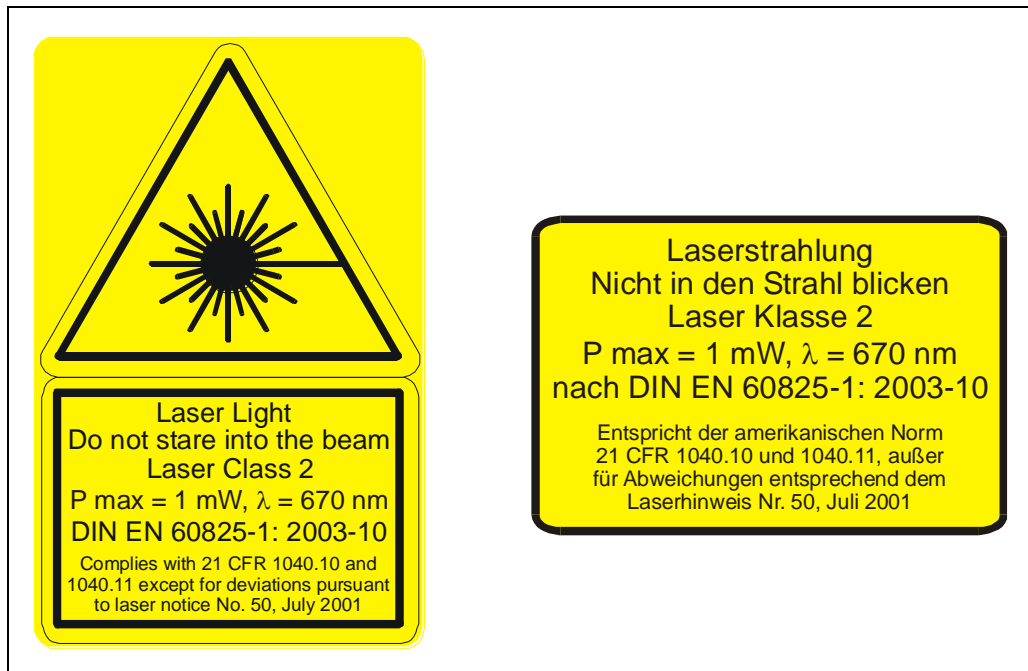 Laser Light
Do not stare into the beam
Laser Class 2
P max = 1 mW, λ = 670 nm
DIN EN 60825-1: 2003-10
Complies with 21 CFR 1040.10 and
1040.11 except for deviations pursuant
to laser notice No. 50, July 2001
Laserstrahlung
Nicht in den Strahl blicken
Laser Klasse 2
P max = 1 mW, λ = 670 nm
nach DIN EN 60825-1: 2003-10
Entspricht der amerikanischen Norm
21 CFR 1040.10 und 1040.11, außer
für Abweichungen entsprechend dem
Laserhinweis Nr. 50, Juli 2001